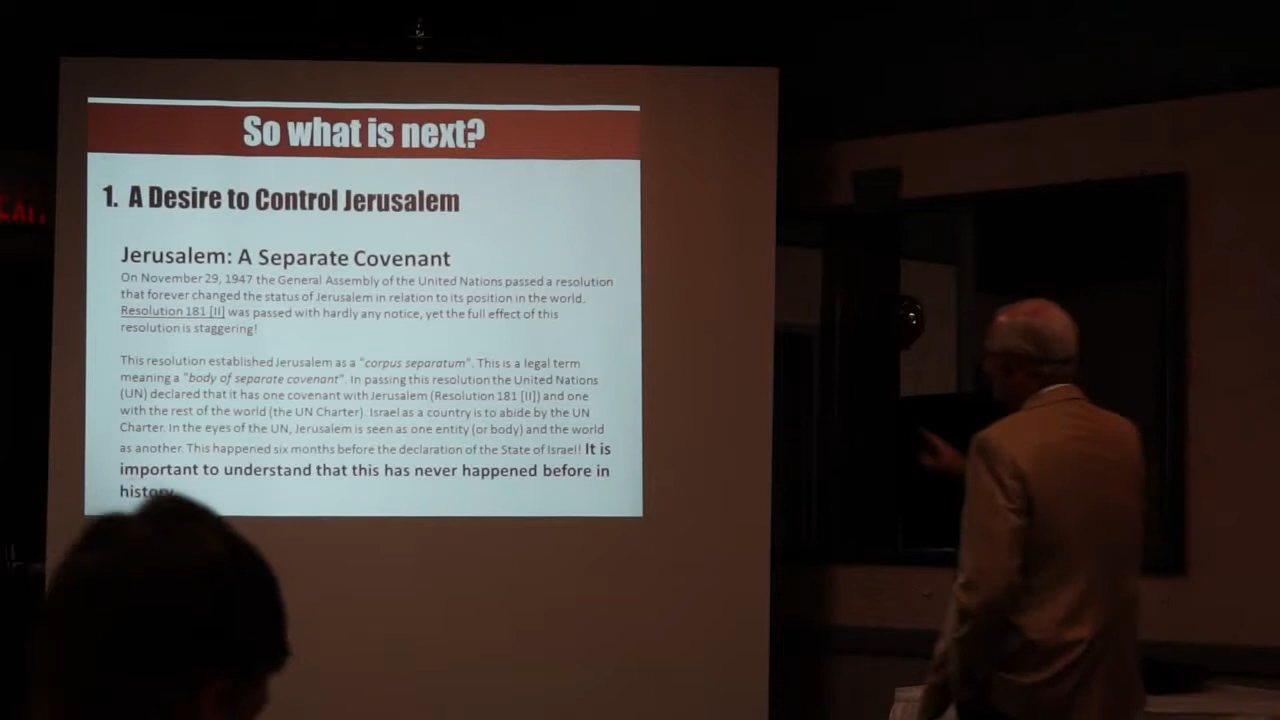 So what is next?
1. A Desire to Control Jerusalem
Jerusalem: A Separate Covenant
On November 29, 1947 the General Assembly of the United Nations passed a resolution
that forever changed the status of Jerusalem in relation to its position in the world.
Resolution 181 [II] was passed with hardly any notice, yet the full effect of this
resolution is staggering!
This resolution established Jerusalem as a "corpus separatum". This is a legal term
meaning a "body of separate covenant". In passing this resolution the United Nations
(UN) declared that it has one covenant with Jerusalem (Resolution 181 [II]) and one
with the rest of the world (the UN Charter). Israel as a country is to abide by the UN
Charter. In the eyes of the UN, Jerusalem is seen as one entity (or body) and the world
as another. This happened six months before the declaration of the State of Israel! It is
important to understand that this has never happened before in
history.
EXIT